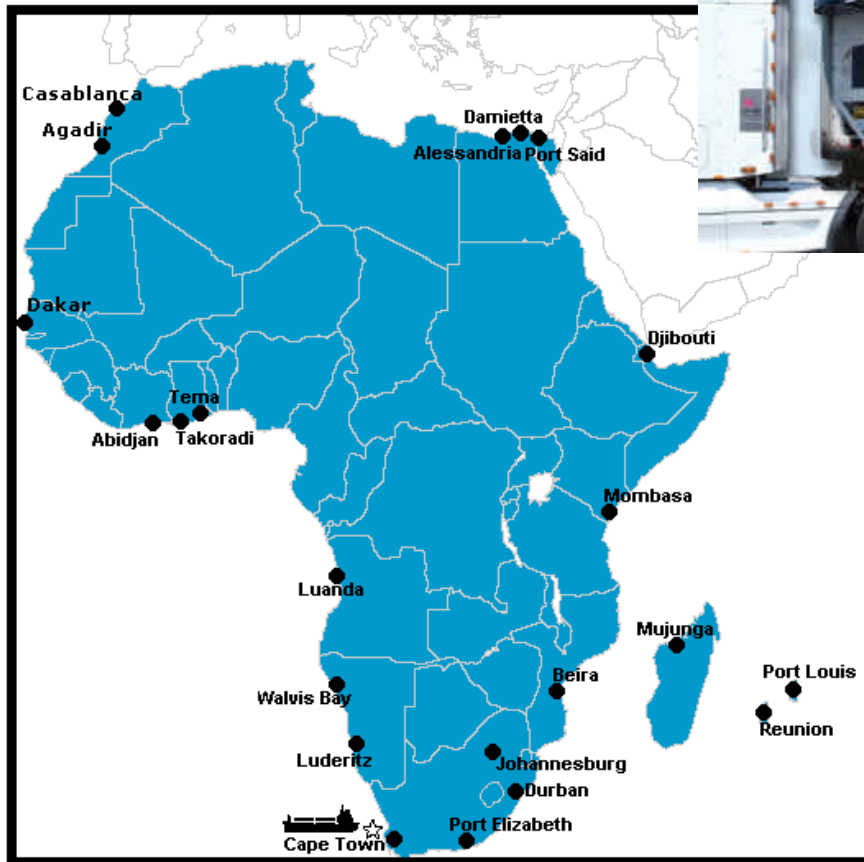 Casablanca
Damietta
Agadir
Alessandria Port Said
Dakar
Djibouti
Tema
Abidjan Takoradi
Mombasa
Luanda
Mujunga
Beira
Port Louis
Walvis Bay
Reunion
Luderitz
Johannesburg
Durban
Port Elizabeth
Cape Town